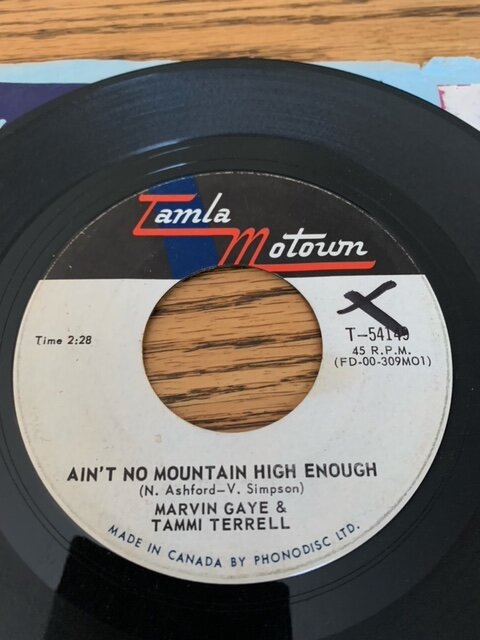 Tamla
Motown
Time 2:28
T-54149
45 R.P.M.
(FD-00-309MO1)
AIN'T NO MOUNTAIN HIGH ENOUGH
(N. Ashford-V. Simpson)
MARVIN GAYE &
TAMMI TERRELL
MADE IN CANADA BY PHONODISC LTD.